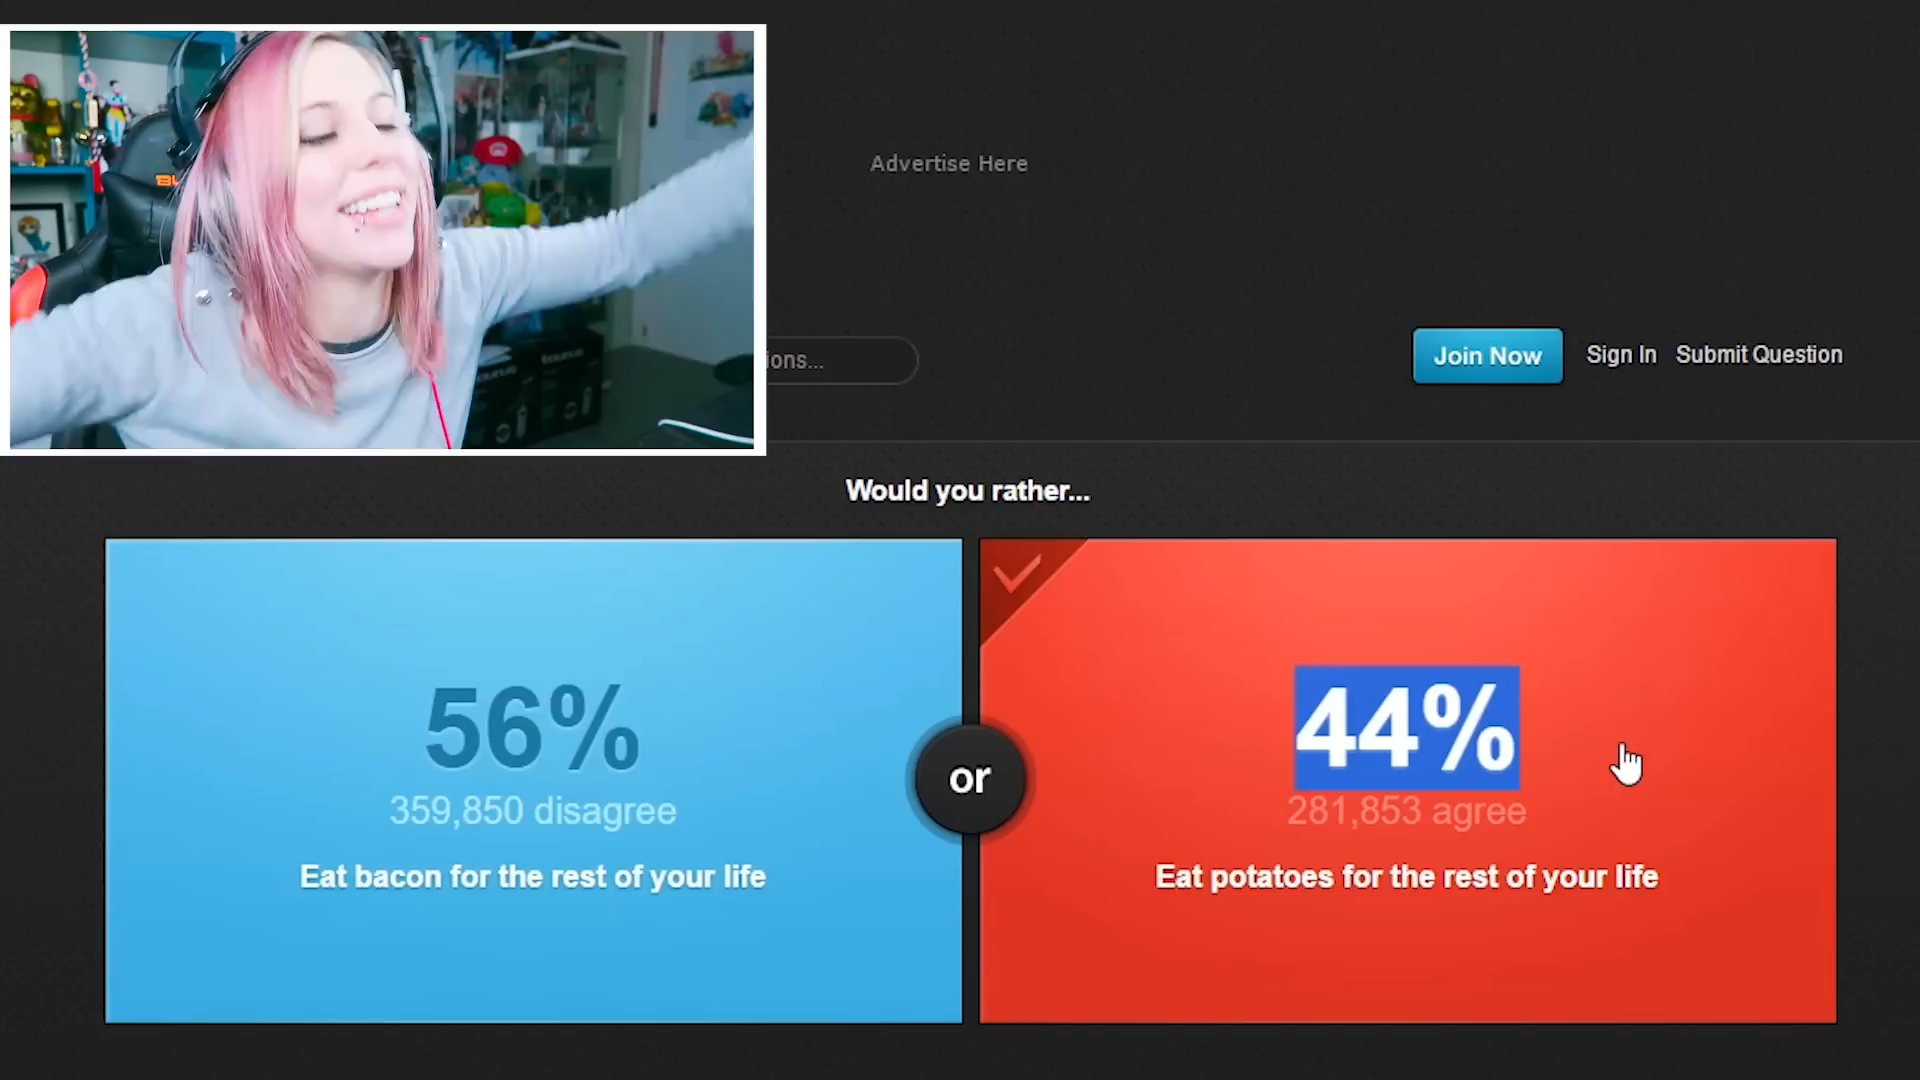 Advertise Here
ions...
Join Now
Sign In
Submit Question
Would you rather...
56%
359,850 disagree
Eat bacon for the rest of your life
or
44%
281,853 agree
Eat potatoes for the rest of your life